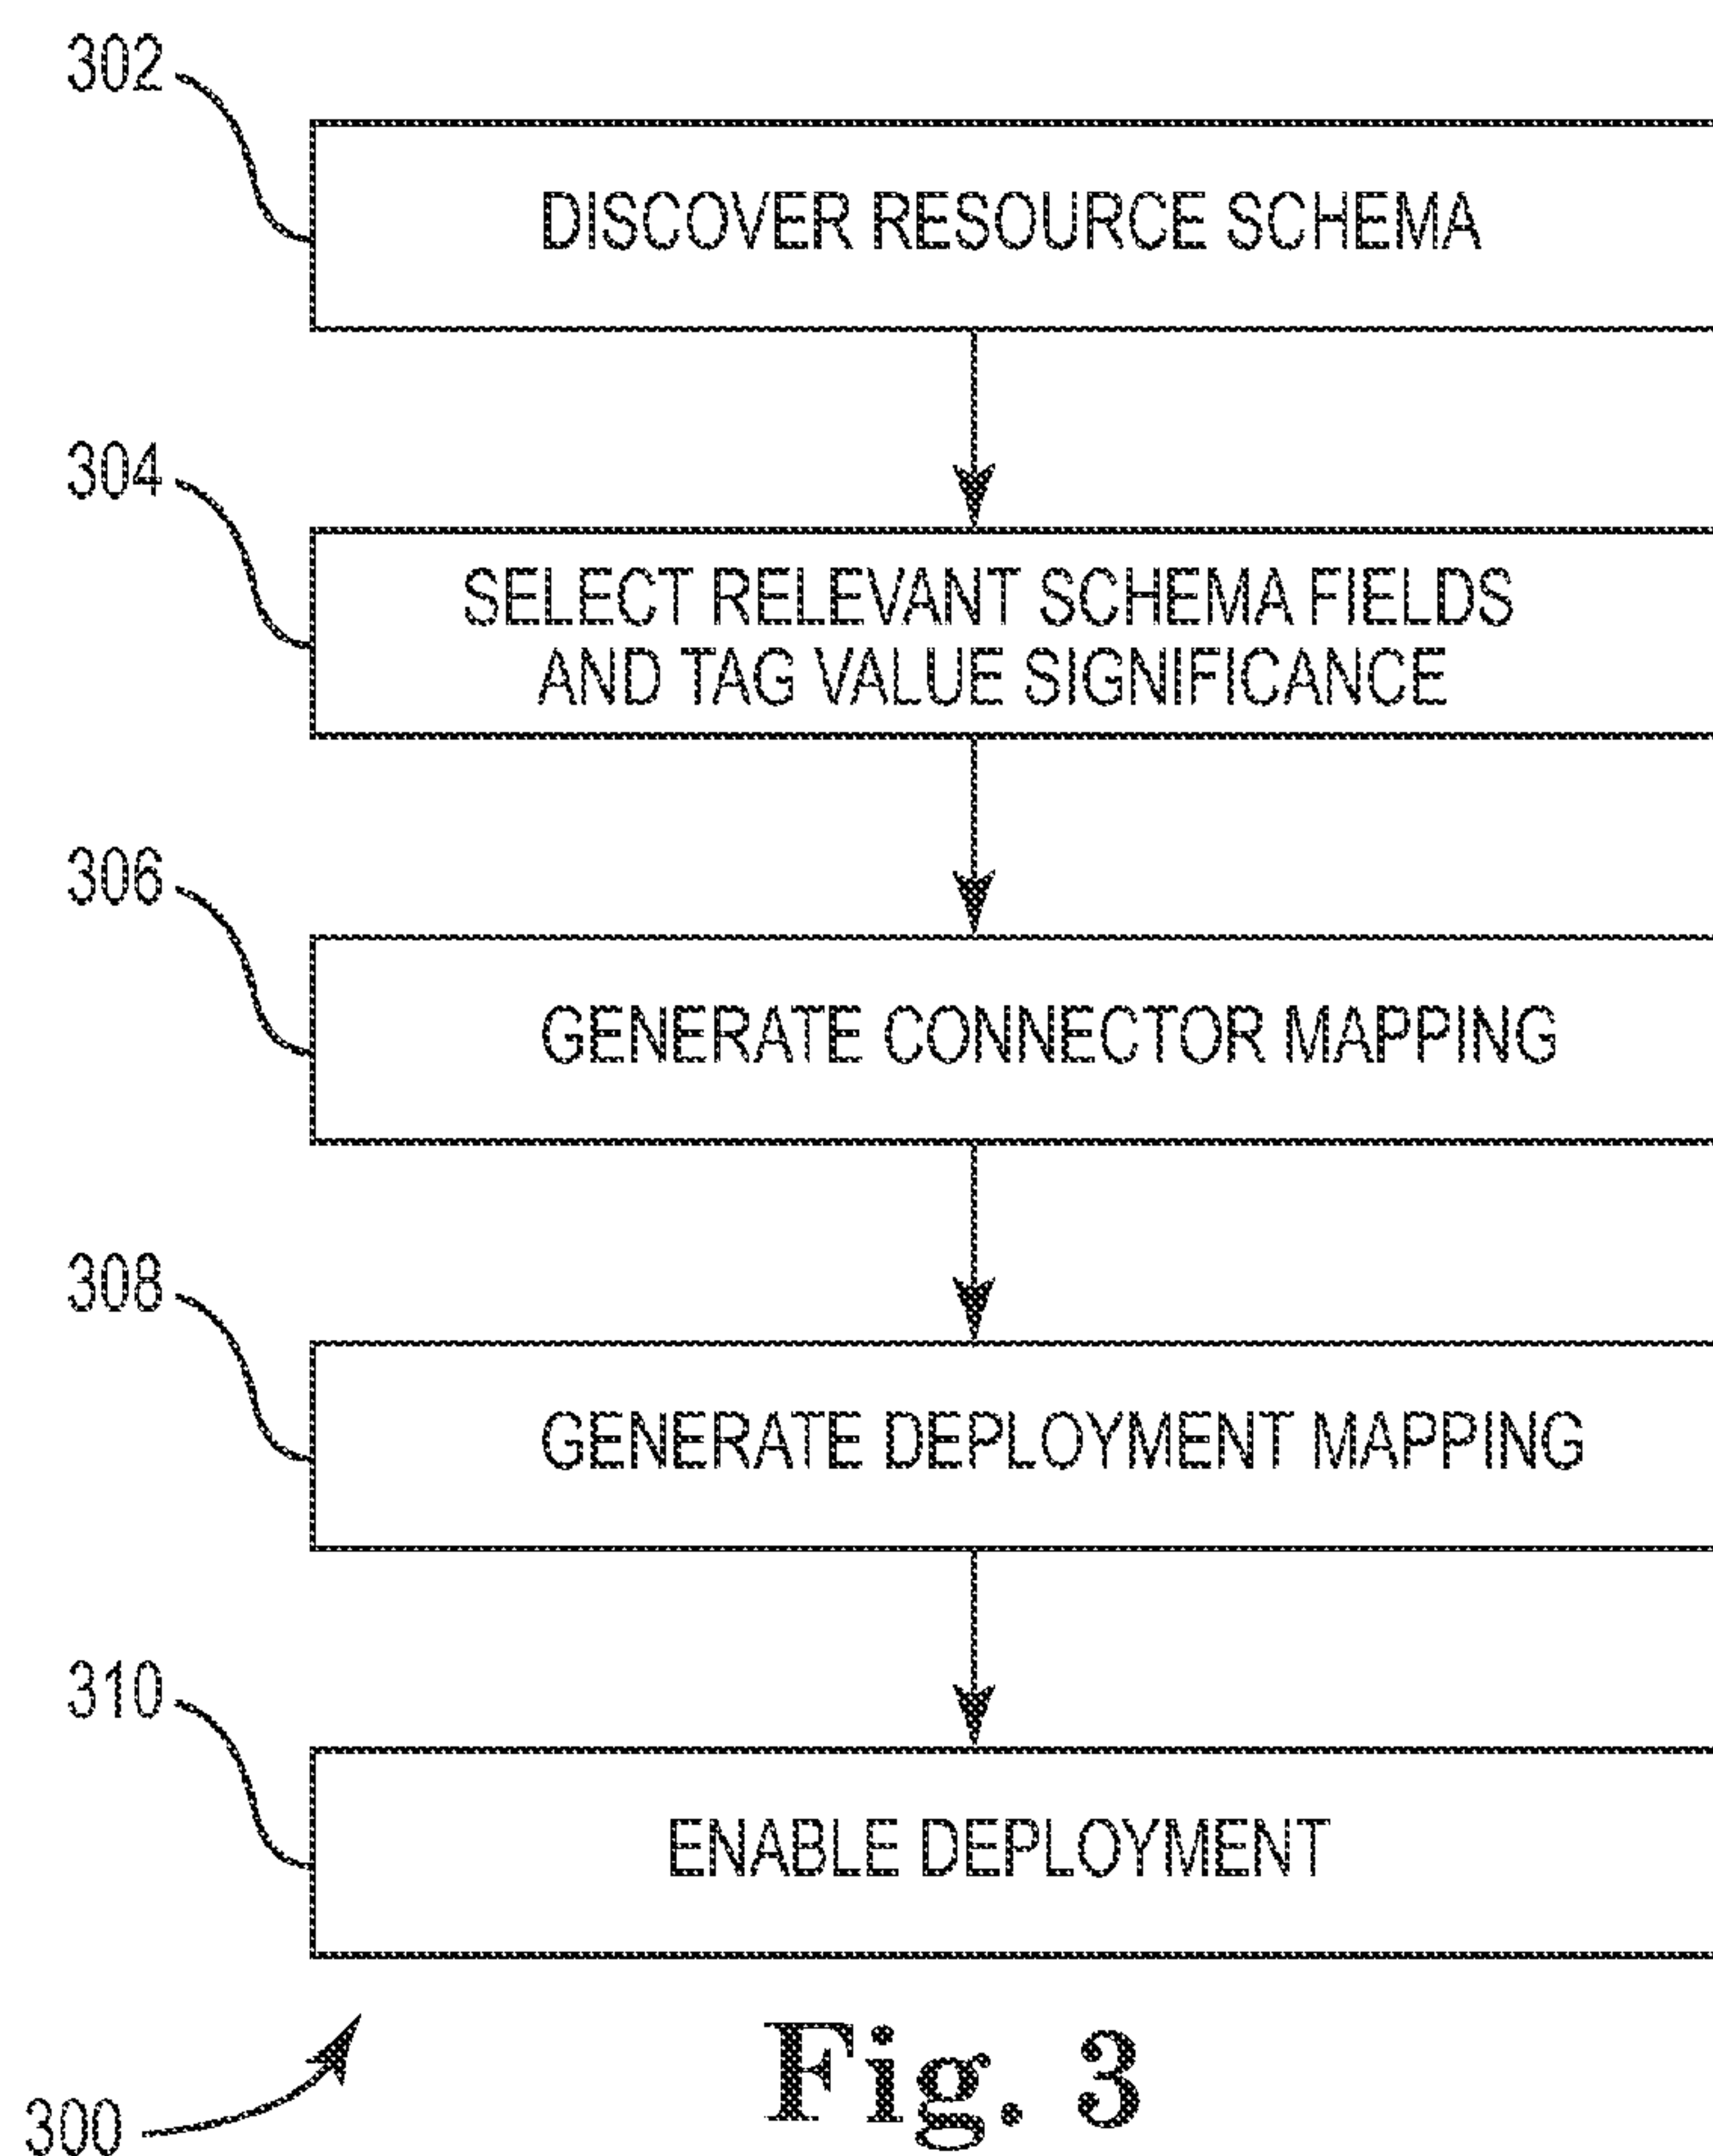 302
DISCOVER RESOURCE SCHEMA
304
SELECT RELEVANT SCHEMA FIELDS
AND TAG VALUE SIGNIFICANCE
306
GENERATE CONNECTOR MAPPING
308
GENERATE DEPLOYMENT MAPPING
310
ENABLE DEPLOYMENT
300
Fig. 3